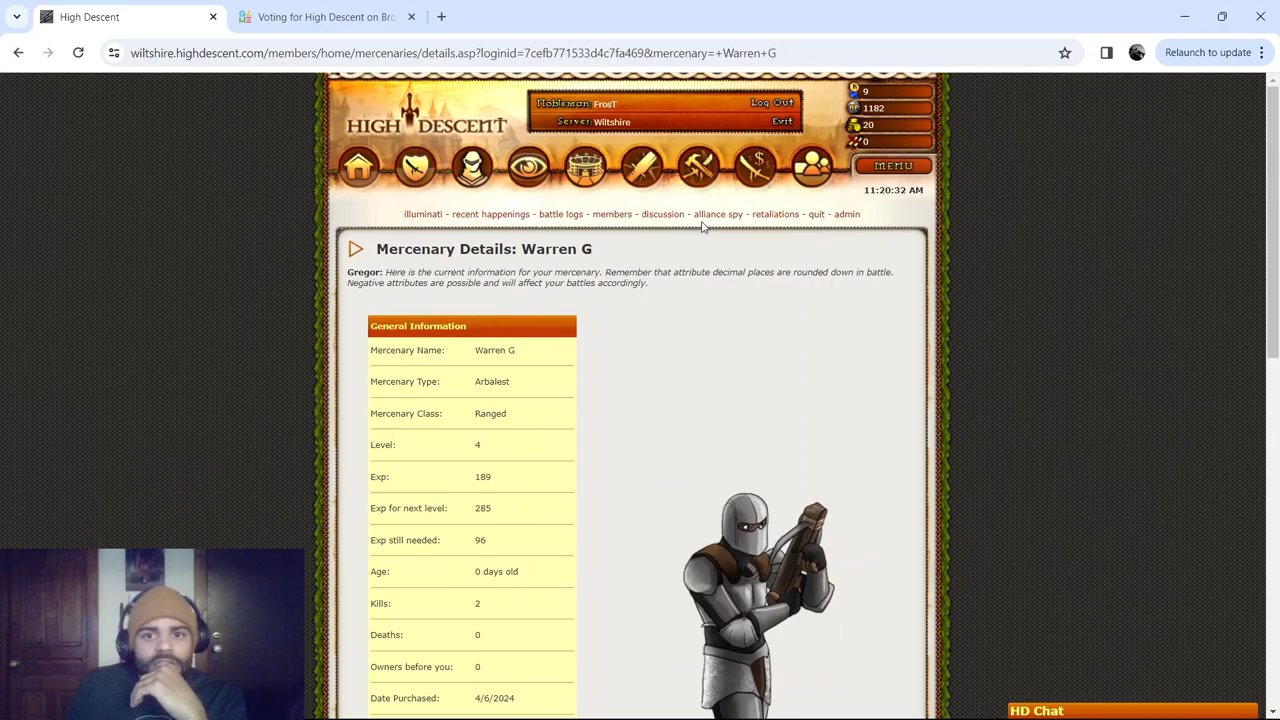 High Descent
Voting for High Descent on Bro
wiltshire.highdescent.com/members/home/mercenaries/details.asp?loginid=7cefb771533d4c7fa469&mercenary=+Warren+G
Relaunch to update
HIGH DESCENT
Nobleman: FrosT
Log Out
Server: Wiltshire
Exit
9
1182
20
0
MENU
11:20:32 AM
illuminati - recent happenings - battle logs - members - discussion - alliance spy - retaliations - quit - admin
Mercenary Details: Warren G
Gregor: Here is the current information for your mercenary. Remember that attribute decimal places are rounded down in battle.
Negative attributes are possible and will affect your battles accordingly.
General Information
Mercenary Name: Warren G
Mercenary Type: Arbalest
Mercenary Class: Ranged
Level: 4
Exp: 189
Exp for next level: 285
Exp still needed: 96
Age: 0 days old
Kills: 2
Deaths: 0
Owners before you: 0
Date Purchased: 4/6/2024
HD Chat